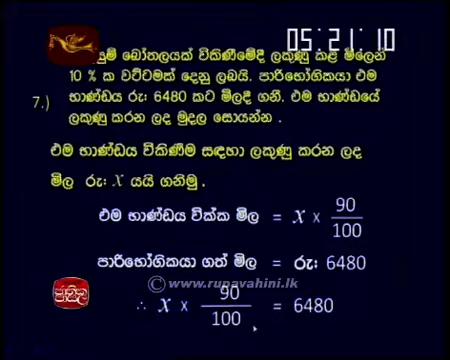 05:21:10
බෝතලයක් විකිණීමේදී ලකුණු කළ මිලෙන්
10 % ක වට්ටමක් දෙනු ලබයි. පාරිභෝගිකයා එම
7.) භාණ්ඩය රු: 6480 කට මිලදී ගනී. එම භාණ්ඩයේ
ලකුණු කරන ලද මුදල සොයන්න .
එම භාණ්ඩය විකිණීම සඳහා ලකුණු කරන ලද
මිල රු: x යයි ගනිමු .
එම භාණ්ඩය වික්ක මිල = x × 90/100
පාරිභෝගිකයා ගත් මිල = රු: 6480
©www.rupavahini.lk
∴ x × 90/100 = 6480